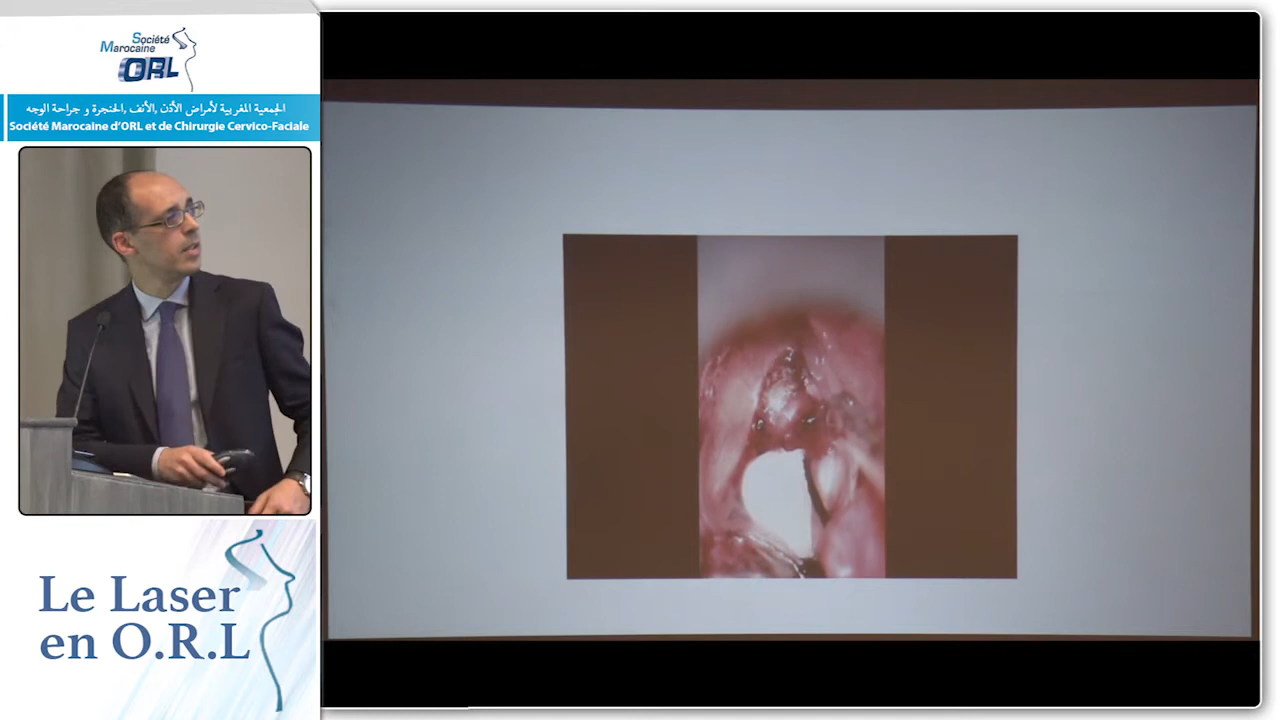 Société
Marocaine
ORL
الجمعية المغربية لأمراض الأذن ,الأنف ,الحنجرة و جراحة الوجه
Société Marocaine d'ORL et de Chirurgie Cervico-Faciale
Le Laser
en O.R.L